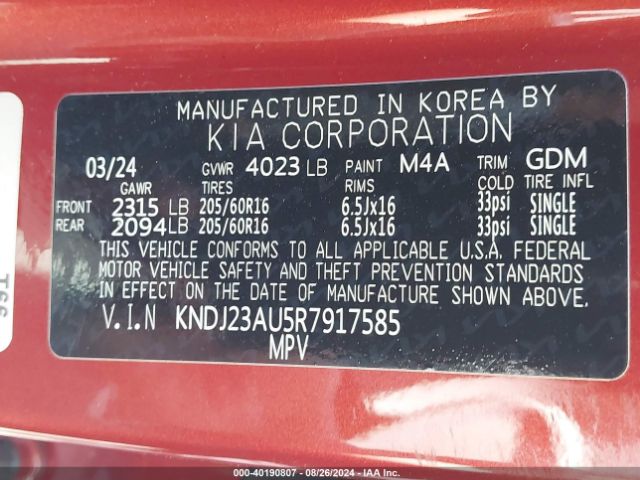 MANUFACTURED IN KOREA BY
KIA CORPORATION
03/24 GVWR 4023 LB PAINT M4A TRIM GDM
GAWR TIRES RIMS COLD TIRE INFL
FRONT 2315 LB 205/60R16 6.5Jx16 33psi SINGLE
REAR 2094 LB 205/60R16 6.5Jx16 33psi SINGLE
THIS VEHICLE CONFORMS TO ALL APPLICABLE U.S.A. FEDERAL
MOTOR VEHICLE SAFETY AND THEFT PREVENTION STANDARDS
IN EFFECT ON THE DATE OF MANUFACTURE SHOWN ABOVE.
V.I.N KNDJ23AU5R7917585
MPV
000-40190807 - 08/26/2024 - IAA Inc.